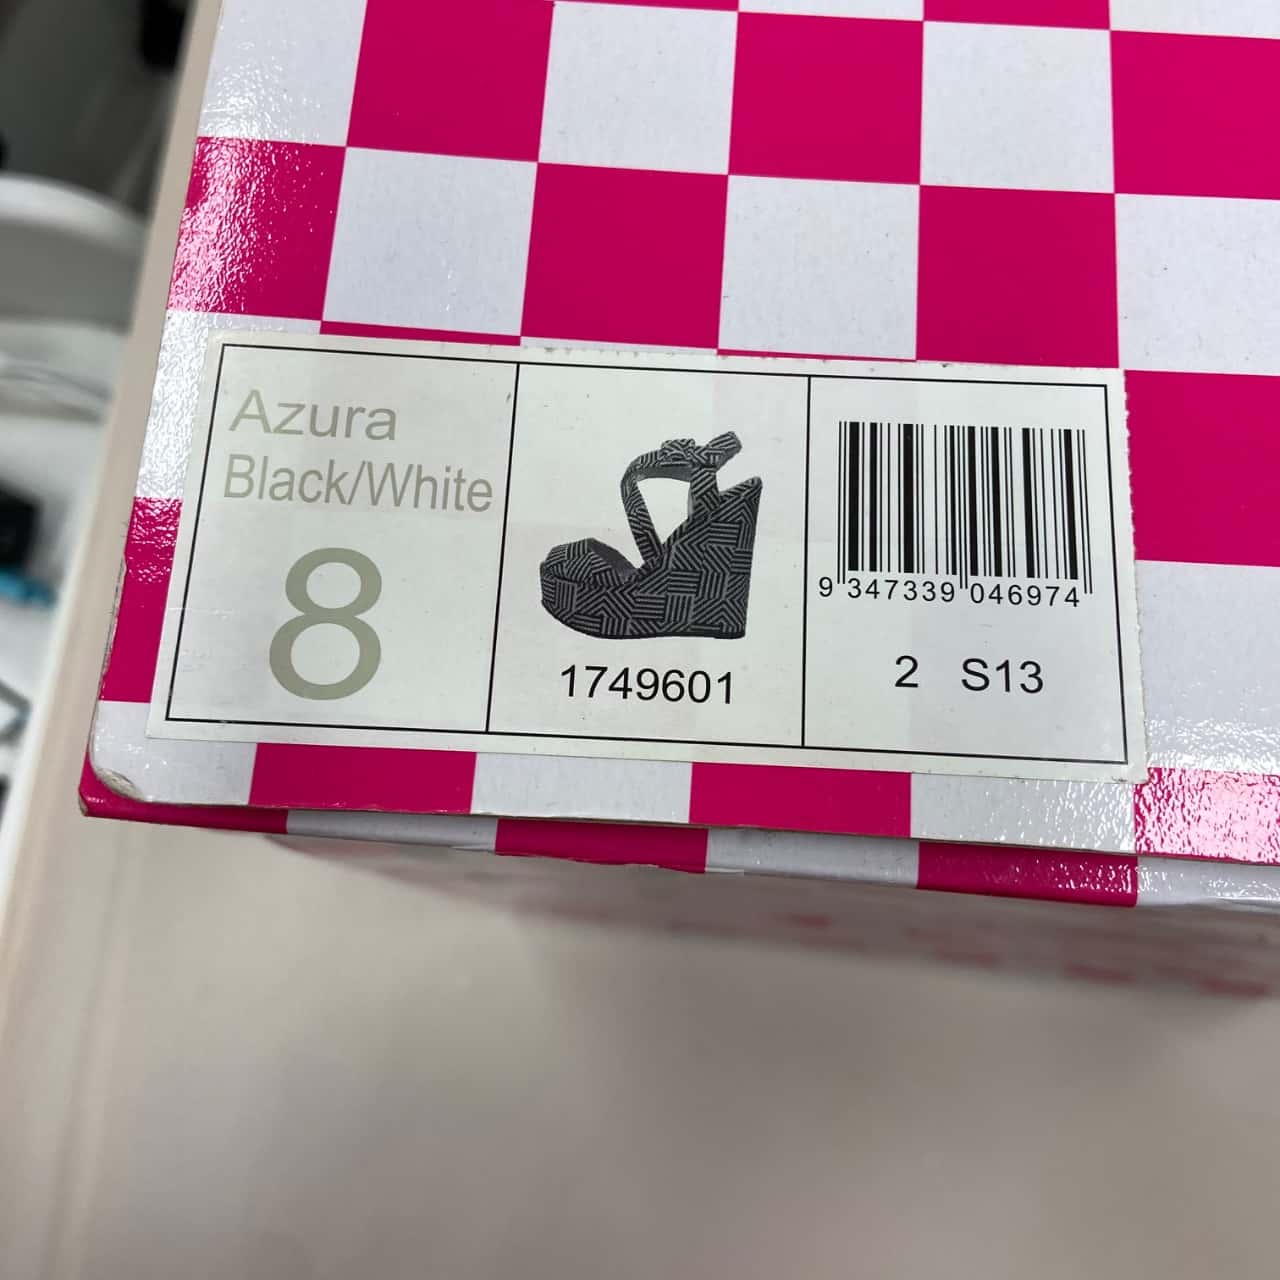 Azura
Black/White
8
1749601
9 347339 046974
2 S13